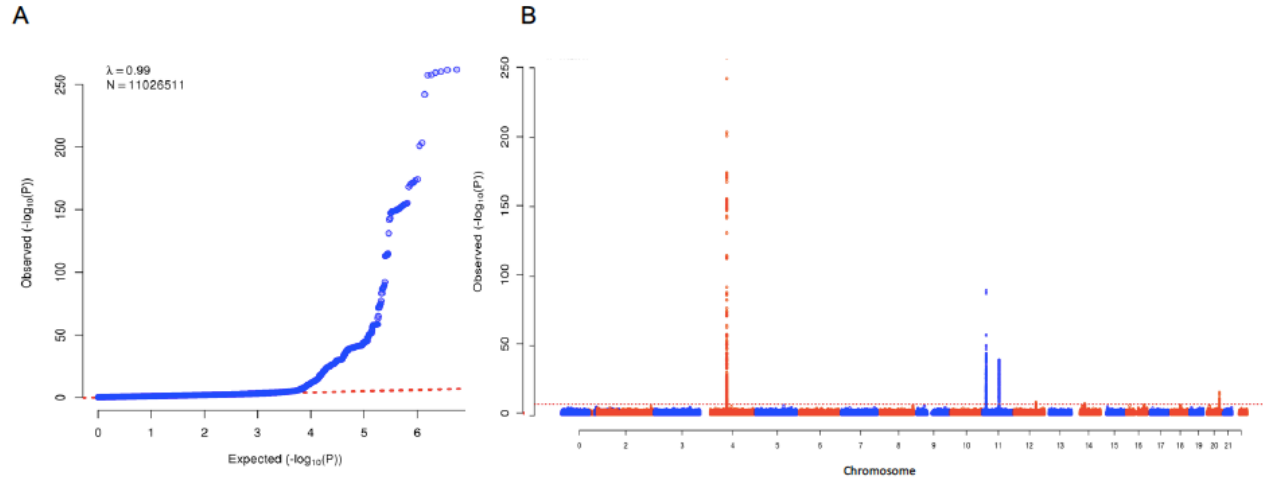 A
B
λ = 0.99
N = 11026511
250
200
150
100
50
0
Observed (-log10(P))
0 1 2 3 4 5 6
Expected (-log10(P))
250
200
150
100
50
0
Observed (-log10(P))
0 2 3 4 5 6 7 8 9 10 11 12 13 14 15 16 17 18 19 20 21
Chromosome